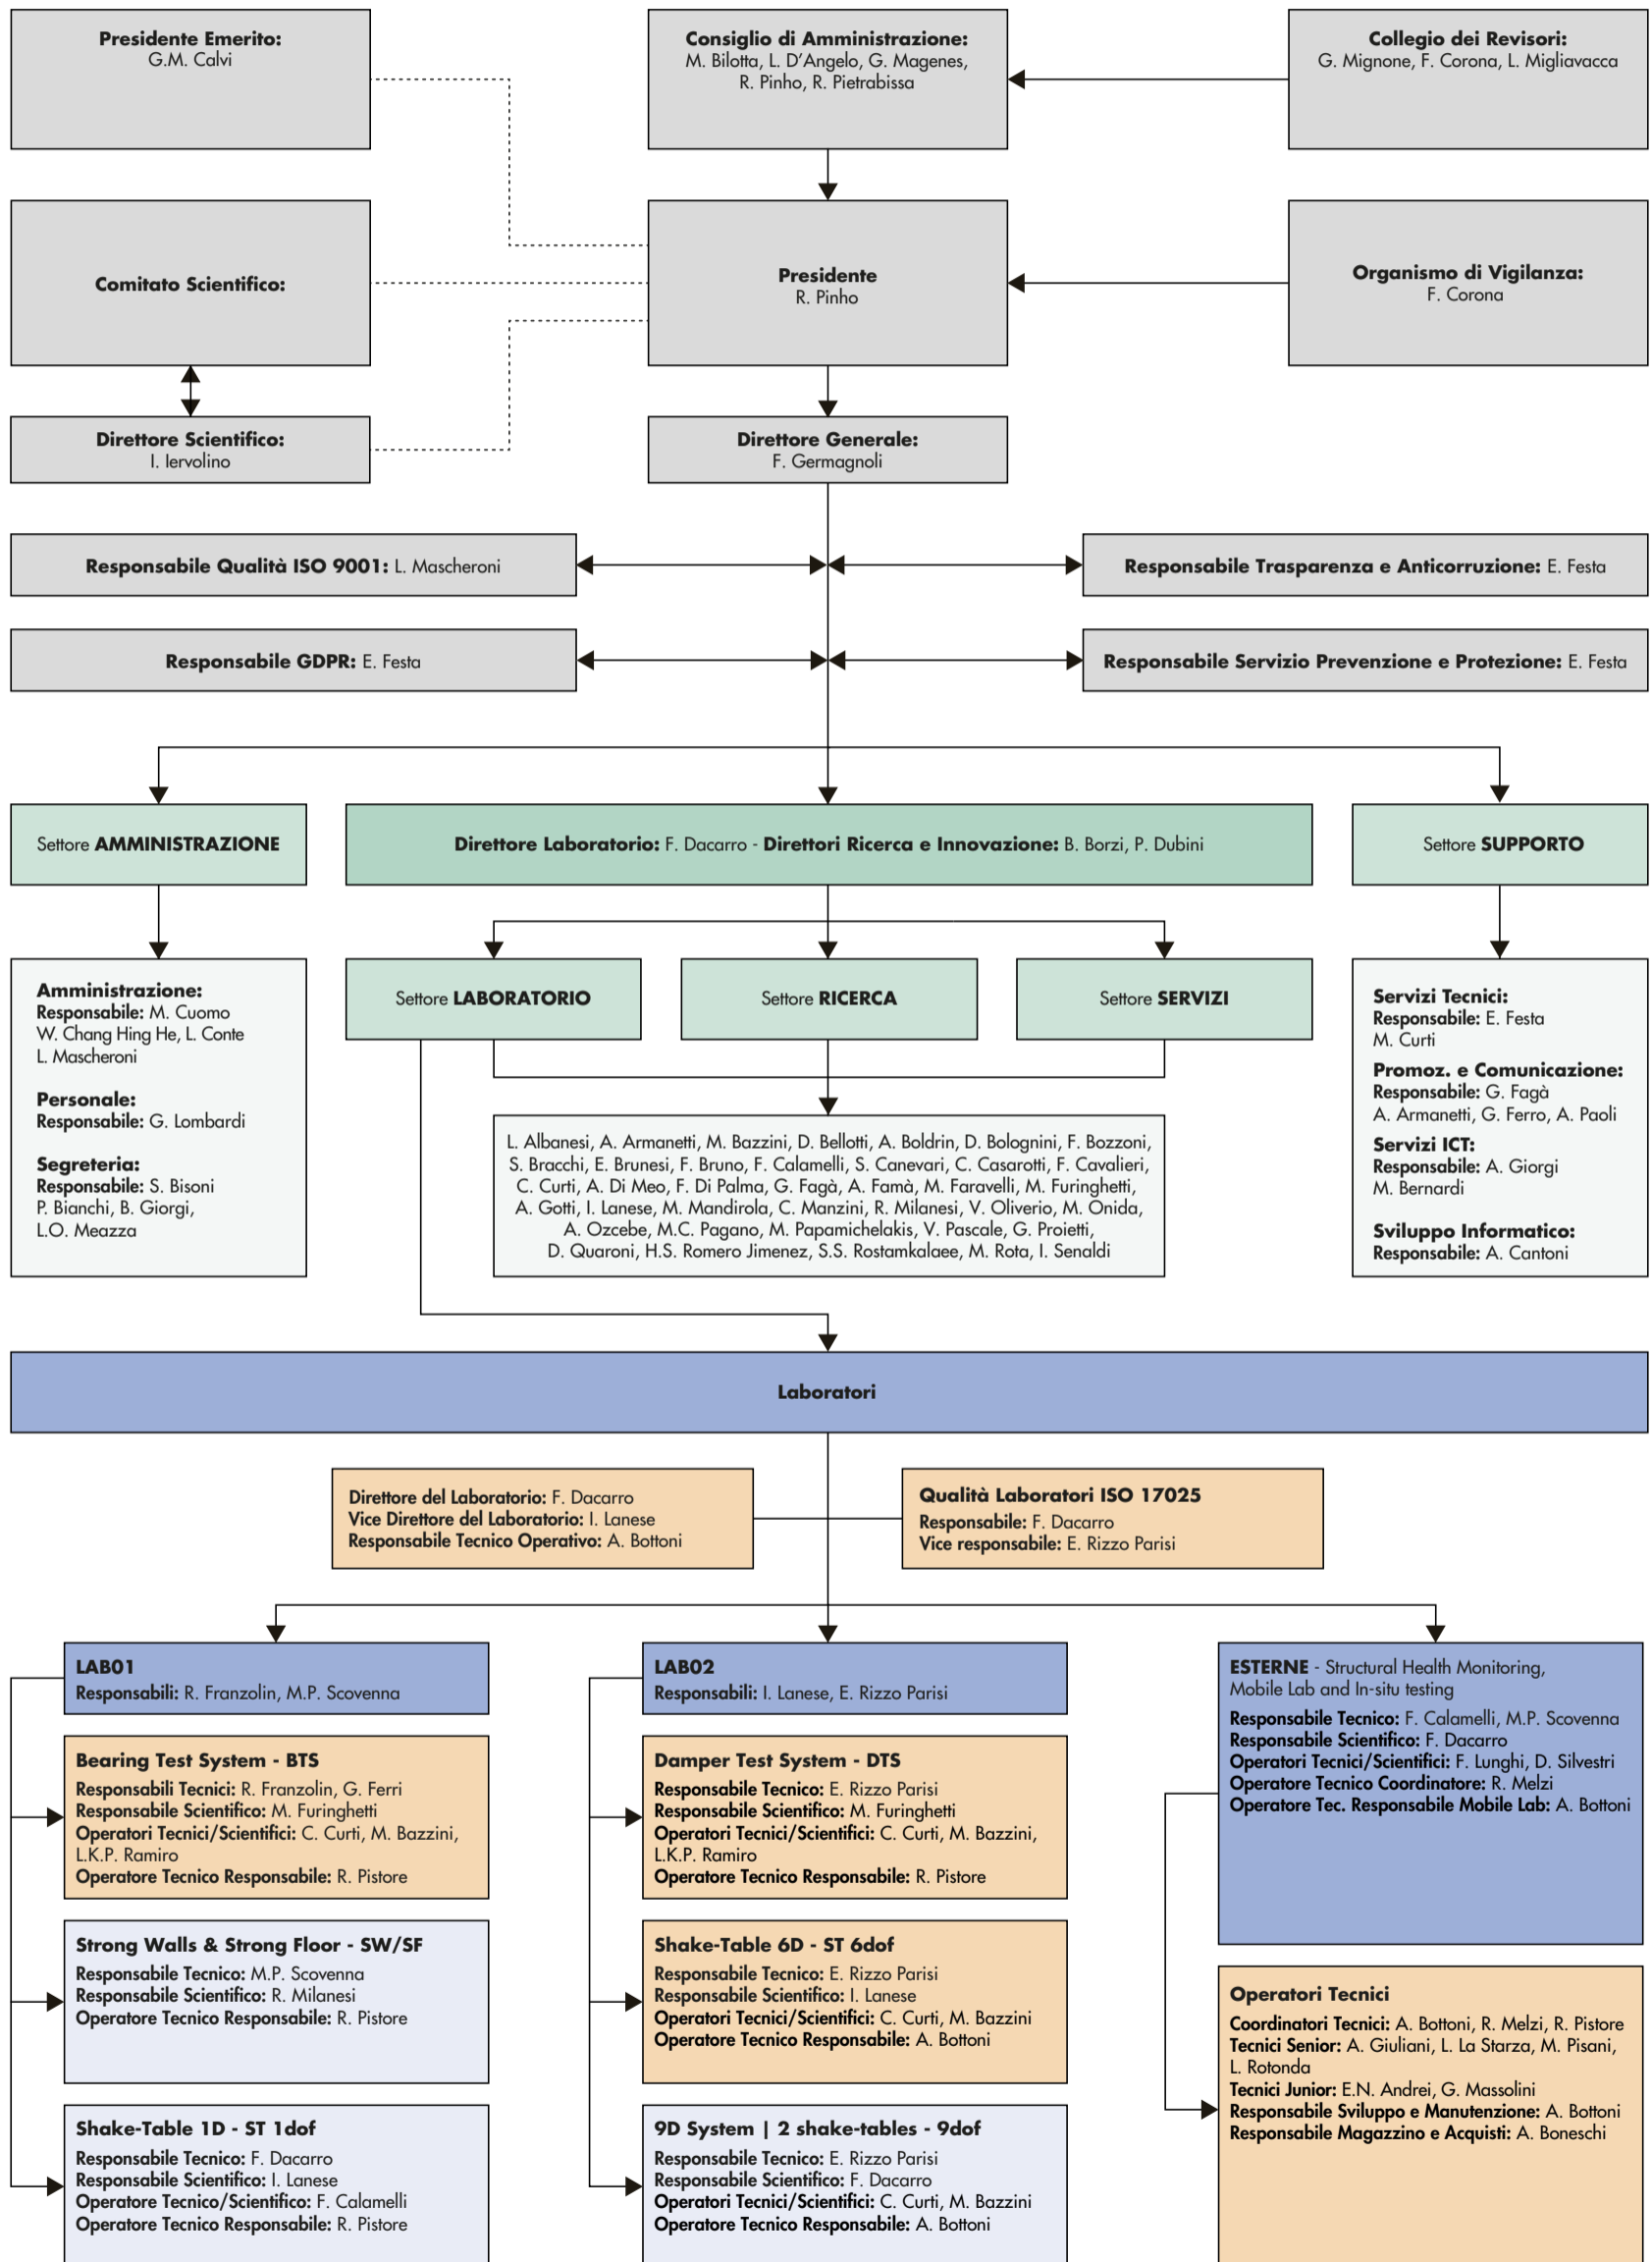 Presidente Emerito:
G.M. Calvi
Consiglio di Amministrazione:
M. Bilotta, L. D'Angelo, G. Magenes,
R. Pinho, R. Pietrabissa
Collegio dei Revisori:
G. Mignone, F. Corona, L. Migliavacca
Comitato Scientifico:
Presidente
R. Pinho
Organismo di Vigilanza:
F. Corona
Direttore Scientifico:
I. Iervolino
Direttore Generale:
F. Germagnoli
Responsabile Qualità ISO 9001: L. Mascheroni
Responsabile Trasparenza e Anticorruzione: E. Festa
Responsabile GDPR: E. Festa
Responsabile Servizio Prevenzione e Protezione: E. Festa
Settore AMMINISTRAZIONE
Direttore Laboratorio: F. Dacarro - Direttori Ricerca e Innovazione: B. Borzi, P. Dubini
Settore SUPPORTO
Amministrazione:
Responsabile: M. Cuomo
W. Chang Hing He, L. Conte
L. Mascheroni
Personale:
Responsabile: G. Lombardi
Segreteria:
Responsabile: S. Bisoni
P. Bianchi, B. Giorgi,
L.O. Meazza
Settore LABORATORIO
Settore RICERCA
Settore SERVIZI
L. Albanesi, A. Armanetti, M. Bazzini, D. Bellotti, A. Boldrin, D. Bolognini, F. Bozzoni,
S. Bracchi, E. Brunesi, F. Bruno, F. Calamelli, S. Canevari, C. Casarotti, F. Cavalieri,
C. Curti, A. Di Meo, F. Di Palma, G. Fagà, A. Famà, M. Faravelli, M. Furinghetti,
A. Gotti, I. Lanese, M. Mandirola, C. Manzini, R. Milanesi, V. Oliverio, M. Onida,
A. Ozcebe, M.C. Pagano, M. Papamichelakis, V. Pascale, G. Proietti,
D. Quaroni, H.S. Romero Jimenez, S.S. Rostamkalaee, M. Rota, I. Senaldi
Servizi Tecnici:
Responsabile: E. Festa
M. Curti
Promoz. e Comunicazione:
Responsabile: G. Fagà
A. Armanetti, G. Ferro, A. Paoli
Servizi ICT:
Responsabile: A. Giorgi
M. Bernardi
Sviluppo Informatico:
Responsabile: A. Cantoni
Laboratori
Direttore del Laboratorio: F. Dacarro
Vice Direttore del Laboratorio: I. Lanese
Responsabile Tecnico Operativo: A. Bottoni
Qualità Laboratori ISO 17025
Responsabile: F. Dacarro
Vice responsabile: E. Rizzo Parisi
LAB01
Responsabili: R. Franzolin, M.P. Scovenna
Bearing Test System - BTS
Responsabili Tecnici: R. Franzolin, G. Ferri
Responsabile Scientifico: M. Furinghetti
Operatori Tecnici/Scientifici: C. Curti, M. Bazzini,
L.K.P. Ramiro
Operatore Tecnico Responsabile: R. Pistore
Strong Walls & Strong Floor - SW/SF
Responsabile Tecnico: M.P. Scovenna
Responsabile Scientifico: R. Milanesi
Operatore Tecnico Responsabile: R. Pistore
Shake-Table 1D - ST 1dof
Responsabile Tecnico: F. Dacarro
Responsabile Scientifico: I. Lanese
Operatore Tecnico/Scientifico: F. Calamelli
Operatore Tecnico Responsabile: R. Pistore
LAB02
Responsabili: I. Lanese, E. Rizzo Parisi
Damper Test System - DTS
Responsabile Tecnico: E. Rizzo Parisi
Responsabile Scientifico: M. Furinghetti
Operatori Tecnici/Scientifici: C. Curti, M. Bazzini,
L.K.P. Ramiro
Operatore Tecnico Responsabile: R. Pistore
Shake-Table 6D - ST 6dof
Responsabile Tecnico: E. Rizzo Parisi
Responsabile Scientifico: I. Lanese
Operatori Tecnici/Scientifici: C. Curti, M. Bazzini
Operatore Tecnico Responsabile: A. Bottoni
9D System | 2 shake-tables - 9dof
Responsabile Tecnico: E. Rizzo Parisi
Responsabile Scientifico: F. Dacarro
Operatori Tecnici/Scientifici: C. Curti, M. Bazzini
Operatore Tecnico Responsabile: A. Bottoni
ESTERNE - Structural Health Monitoring,
Mobile Lab and In-situ testing
Responsabile Tecnico: F. Calamelli, M.P. Scovenna
Responsabile Scientifico: F. Dacarro
Operatori Tecnici/Scientifici: F. Lunghi, D. Silvestri
Operatore Tecnico Coordinatore: R. Melzi
Operatore Tec. Responsabile Mobile Lab: A. Bottoni
Operatori Tecnici
Coordinatori Tecnici: A. Bottoni, R. Melzi, R. Pistore
Tecnici Senior: A. Giuliani, L. La Starza, M. Pisani,
L. Rotonda
Tecnici Junior: E.N. Andrei, G. Massolini
Responsabile Sviluppo e Manutenzione: A. Bottoni
Responsabile Magazzino e Acquisti: A. Boneschi